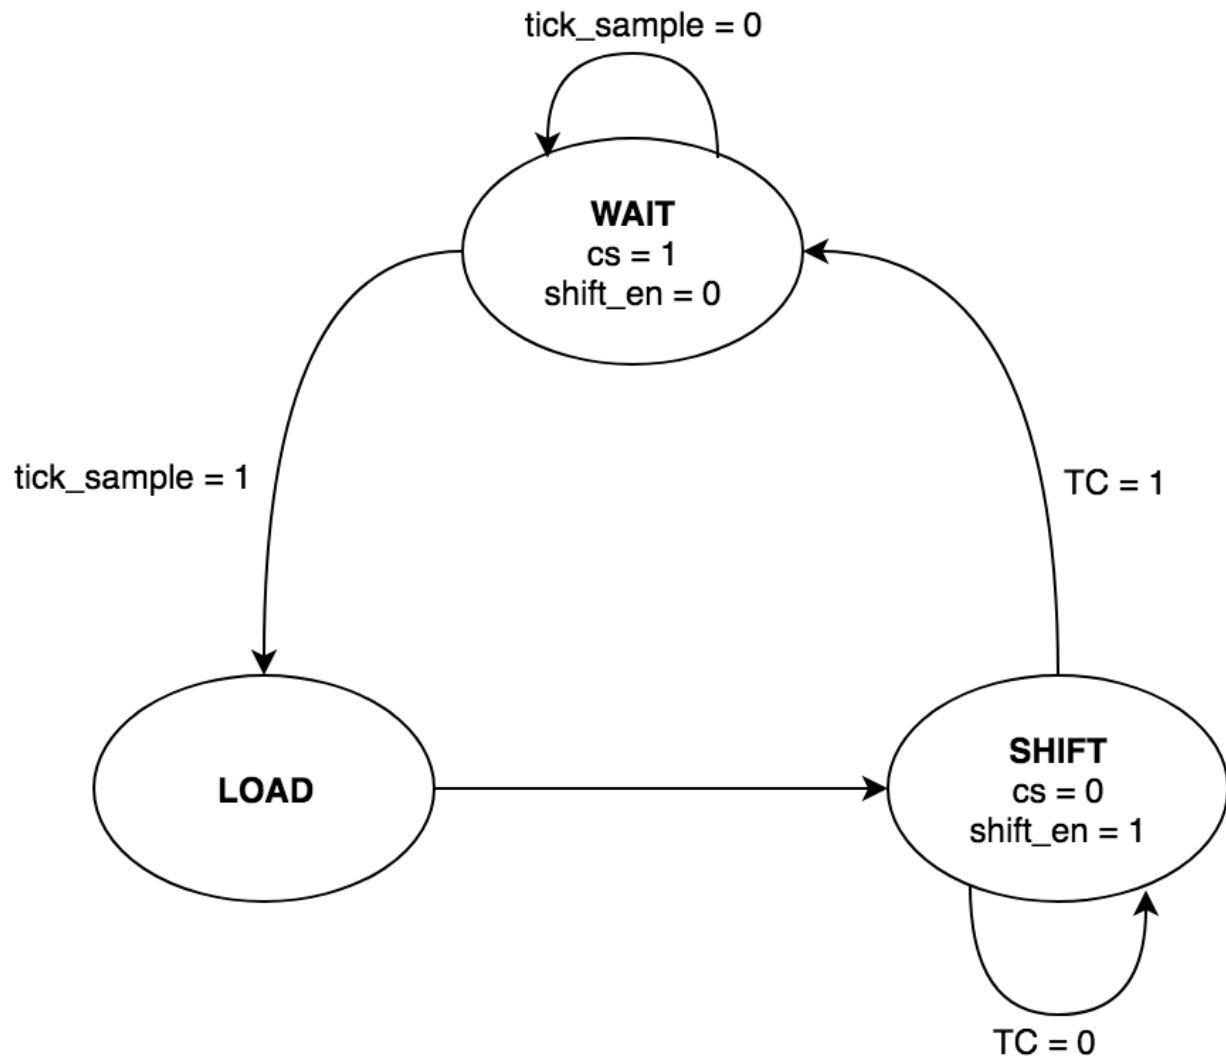 tick_sample = 0
WAIT
cs = 1
shift_en = 0
tick_sample = 1
TC = 1
LOAD
SHIFT
cs = 0
shift_en = 1
TC = 0